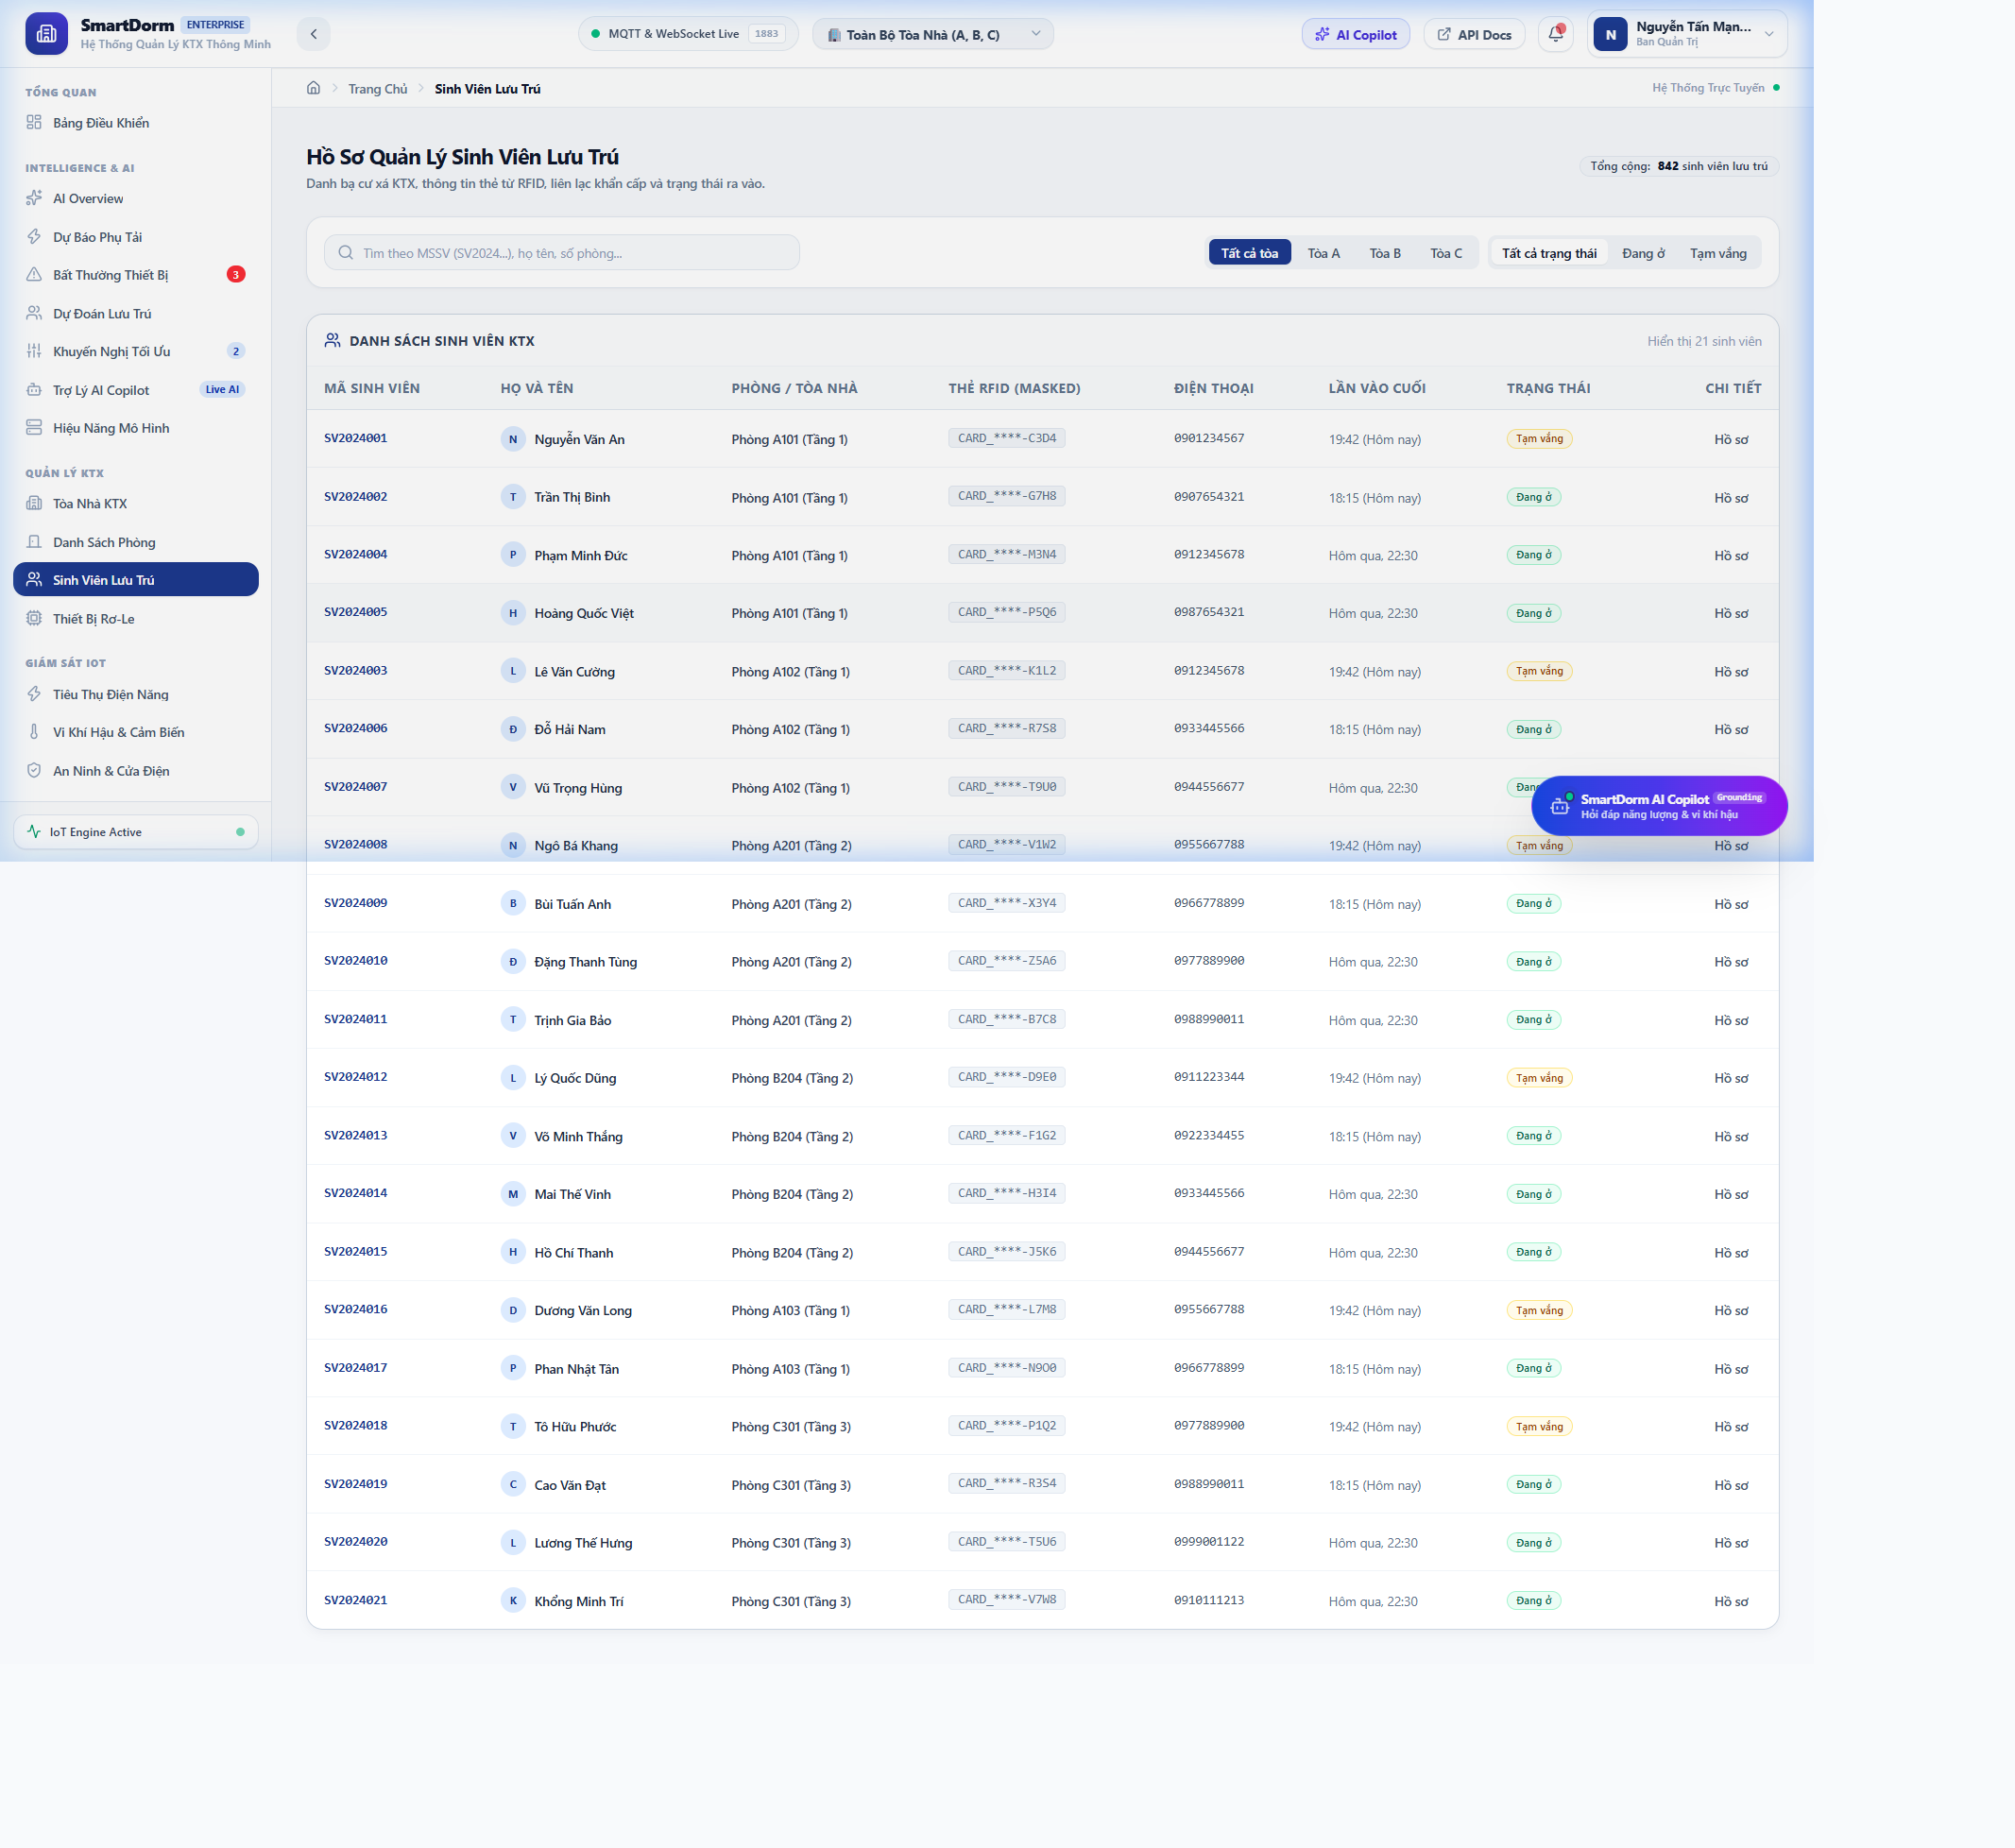 SmartDorm ENTERPRISE
Hệ Thống Quản Lý KTX Thông Minh
MQTT & WebSocket Live 1883
Toàn Bộ Tòa Nhà (A, B, C)
AI Copilot
API Docs
N
Nguyễn Tấn Mạn...
Ban Quản Trị
TỔNG QUAN
Bảng Điều Khiển
INTELLIGENCE & AI
AI Overview
Dự Báo Phụ Tải
Bất Thường Thiết Bị 3
Dự Đoán Lưu Trú
Khuyến Nghị Tối Ưu 2
Trợ Lý AI Copilot Live AI
Hiệu Năng Mô Hình
QUẢN LÝ KTX
Tòa Nhà KTX
Danh Sách Phòng
Sinh Viên Lưu Trú
Thiết Bị Rơ-Le
GIÁM SÁT IOT
Tiêu Thụ Điện Năng
Vi Khí Hậu & Cảm Biến
An Ninh & Cửa Điện
IoT Engine Active
Trang Chủ Sinh Viên Lưu Trú
Hệ Thống Trực Tuyến
Hồ Sơ Quản Lý Sinh Viên Lưu Trú
Danh bạ cư xá KTX, thông tin thẻ từ RFID, liên lạc khẩn cấp và trạng thái ra vào.
Tổng cộng: 842 sinh viên lưu trú
Tìm theo MSSV (SV2024...), họ tên, số phòng...
Tất cả tòa Tòa A Tòa B Tòa C
Tất cả trạng thái Đang ở Tạm vắng
DANH SÁCH SINH VIÊN KTX
Hiển thị 21 sinh viên
MÃ SINH VIÊN HỌ VÀ TÊN PHÒNG / TÒA NHÀ THẺ RFID (MASKED) ĐIỆN THOẠI LẦN VÀO CUỐI TRẠNG THÁI CHI TIẾT
SV2024001 N Nguyễn Văn An Phòng A101 (Tầng 1) CARD_****-C3D4 0901234567 19:42 (Hôm nay) Tạm vắng Hồ sơ
SV2024002 T Trần Thị Bình Phòng A101 (Tầng 1) CARD_****-G7H8 0907654321 18:15 (Hôm nay) Đang ở Hồ sơ
SV2024004 P Phạm Minh Đức Phòng A101 (Tầng 1) CARD_****-M3N4 0912345678 Hôm qua, 22:30 Đang ở Hồ sơ
SV2024005 H Hoàng Quốc Việt Phòng A101 (Tầng 1) CARD_****-P5Q6 0987654321 Hôm qua, 22:30 Đang ở Hồ sơ
SV2024003 L Lê Văn Cường Phòng A102 (Tầng 1) CARD_****-K1L2 0912345678 19:42 (Hôm nay) Tạm vắng Hồ sơ
SV2024006 Đ Đỗ Hải Nam Phòng A102 (Tầng 1) CARD_****-R7S8 0933445566 18:15 (Hôm nay) Đang ở Hồ sơ
SV2024007 V Vũ Trọng Hùng Phòng A102 (Tầng 1) CARD_****-T9U0 0944556677 Hôm qua, 22:30
SmartDorm AI Copilot Grounding
Hỏi đáp năng lượng & vi khí hậu
SV2024008 N Ngô Bá Khang Phòng A201 (Tầng 2) CARD_****-V1W2 0955667788 19:42 (Hôm nay) Tạm vắng Hồ sơ
SV2024009 B Bùi Tuấn Anh Phòng A201 (Tầng 2) CARD_****-X3Y4 0966778899 18:15 (Hôm nay) Đang ở Hồ sơ
SV2024010 Đ Đặng Thanh Tùng Phòng A201 (Tầng 2) CARD_****-Z5A6 0977889900 Hôm qua, 22:30 Đang ở Hồ sơ
SV2024011 T Trịnh Gia Bảo Phòng A201 (Tầng 2) CARD_****-B7C8 0988990011 Hôm qua, 22:30 Đang ở Hồ sơ
SV2024012 L Lý Quốc Dũng Phòng B204 (Tầng 2) CARD_****-D9E0 0911223344 19:42 (Hôm nay) Tạm vắng Hồ sơ
SV2024013 V Võ Minh Thắng Phòng B204 (Tầng 2) CARD_****-F1G2 0922334455 18:15 (Hôm nay) Đang ở Hồ sơ
SV2024014 M Mai Thế Vinh Phòng B204 (Tầng 2) CARD_****-H3I4 0933445566 Hôm qua, 22:30 Đang ở Hồ sơ
SV2024015 H Hồ Chí Thanh Phòng B204 (Tầng 2) CARD_****-J5K6 0944556677 Hôm qua, 22:30 Đang ở Hồ sơ
SV2024016 D Dương Văn Long Phòng A103 (Tầng 1) CARD_****-L7M8 0955667788 19:42 (Hôm nay) Tạm vắng Hồ sơ
SV2024017 P Phan Nhật Tân Phòng A103 (Tầng 1) CARD_****-N9O0 0966778899 18:15 (Hôm nay) Đang ở Hồ sơ
SV2024018 T Tô Hữu Phước Phòng C301 (Tầng 3) CARD_****-P1Q2 0977889900 19:42 (Hôm nay) Tạm vắng Hồ sơ
SV2024019 C Cao Văn Đạt Phòng C301 (Tầng 3) CARD_****-R3S4 0988990011 18:15 (Hôm nay) Đang ở Hồ sơ
SV2024020 L Lương Thế Hưng Phòng C301 (Tầng 3) CARD_****-T5U6 0999001122 Hôm qua, 22:30 Đang ở Hồ sơ
SV2024021 K Khổng Minh Trí Phòng C301 (Tầng 3) CARD_****-V7W8 0910111213 Hôm qua, 22:30 Đang ở Hồ sơ